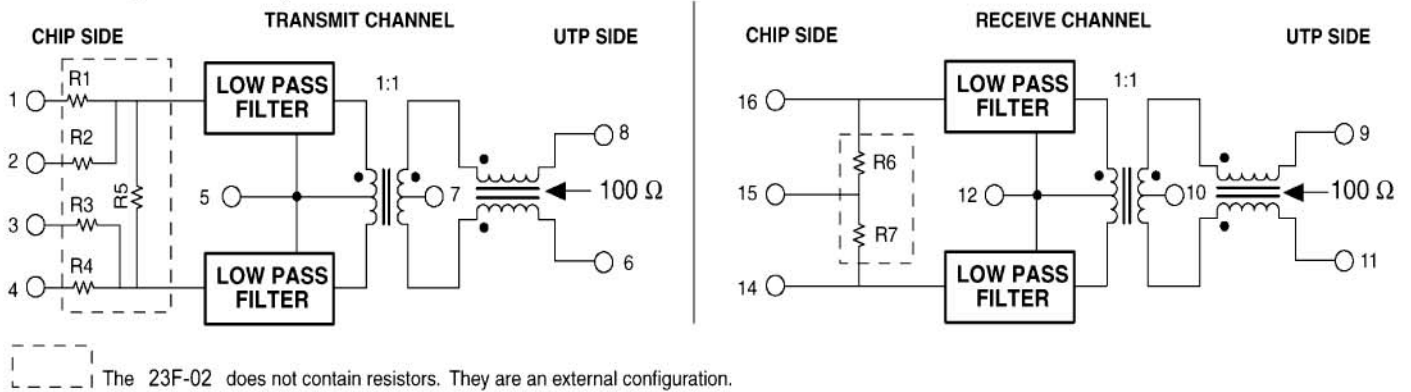 TRANSMIT CHANNEL
CHIP SIDE
UTP SIDE
R1
1
R2
2
R3
3
R4
4
R5
LOW PASS
FILTER
LOW PASS
FILTER
5
1:1
7
8
100 Ω
6
RECEIVE CHANNEL
CHIP SIDE
UTP SIDE
16
15
14
R6
R7
LOW PASS
FILTER
LOW PASS
FILTER
12
1:1
10
9
100 Ω
11
The 23F-02 does not contain resistors. They are an external configuration.